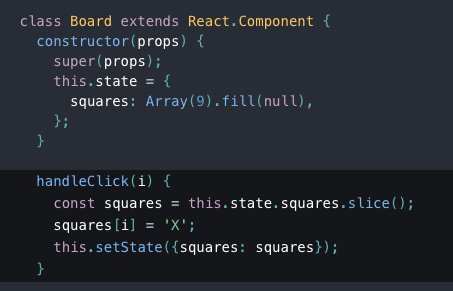 class Board extends React.Component {
  constructor(props) {
    super(props);
    this.state = {
      squares: Array(9).fill(null),
    };
  }

  handleClick(i) {
    const squares = this.state.squares.slice();
    squares[i] = 'X';
    this.setState({squares: squares});
  }